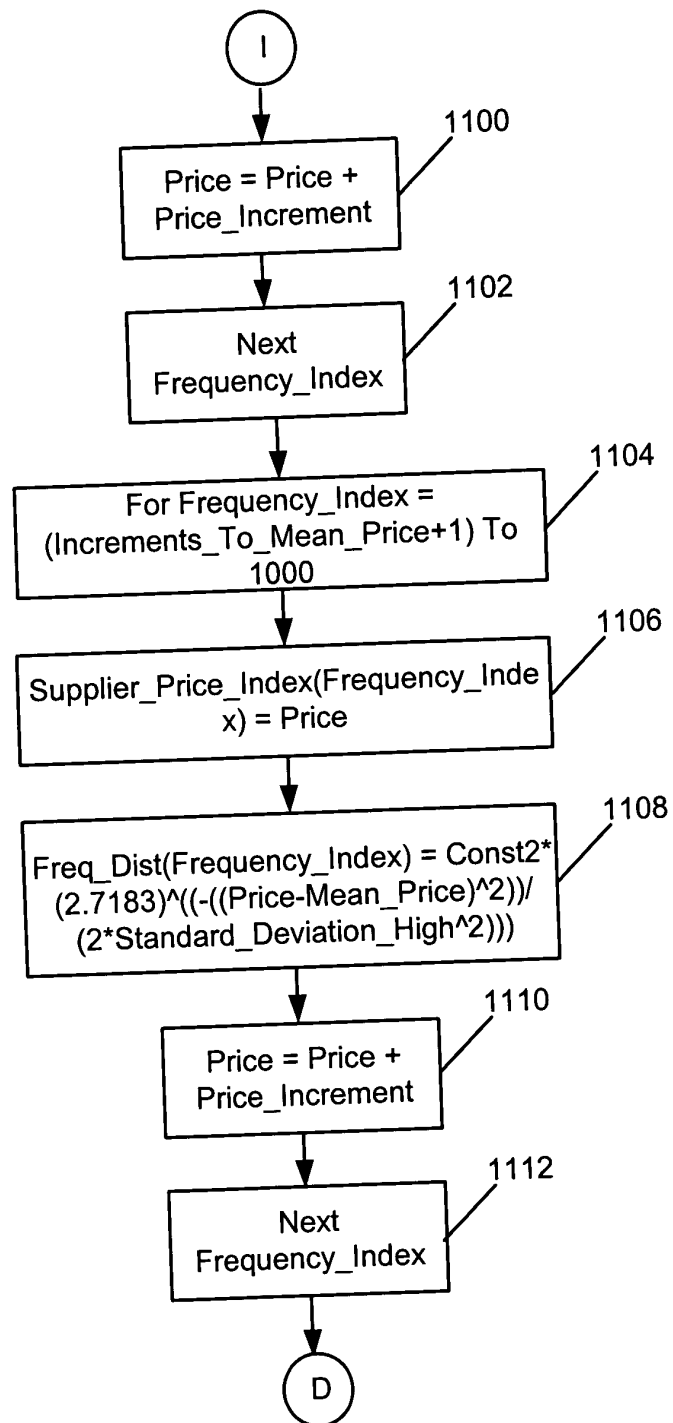 I
1100
Price = Price +
Price_Increment
1102
Next
Frequency_Index
1104
For Frequency_Index =
(Increments_To_Mean_Price+1) To
1000
1106
Supplier_Price_Index(Frequency_Inde
x) = Price
1108
Freq_Dist(Frequency_Index) = Const2*
(2.7183)^((-((Price-Mean_Price)^2))/
(2*Standard_Deviation_High^2)))
1110
Price = Price +
Price_Increment
1112
Next
Frequency_Index
D